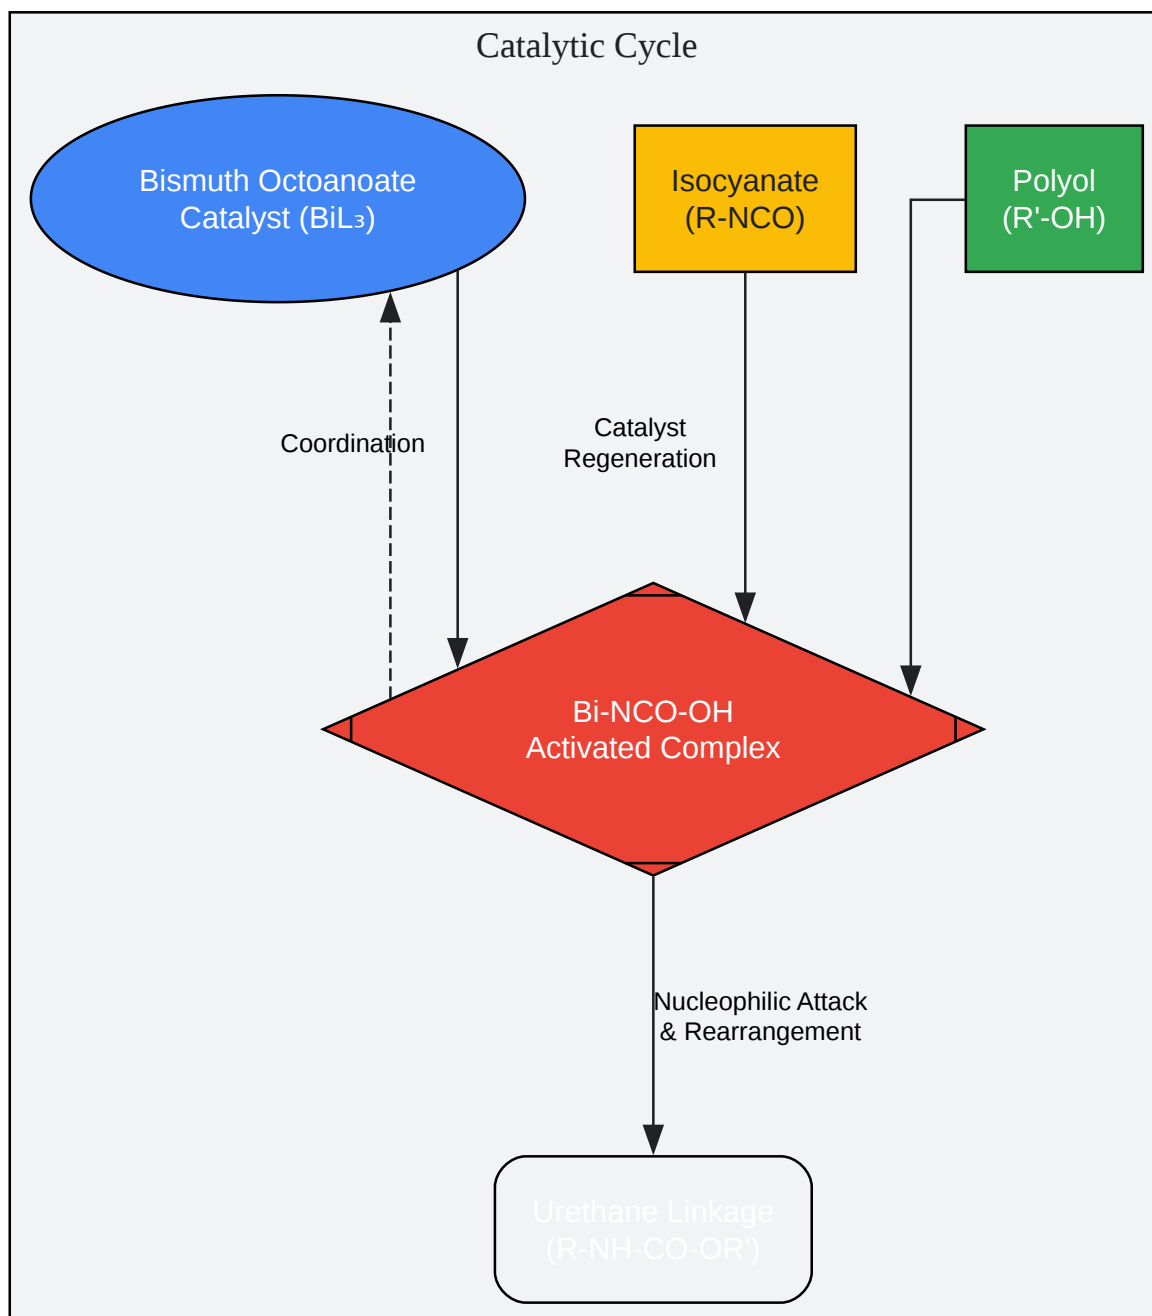 Catalytic Cycle
Bismuth Octoanoate
Catalyst (BiL₃)
Isocyanate
(R-NCO)
Polyol
(R'-OH)
Coordination
Catalyst
Regeneration
Bi-NCO-OH
Activated Complex
Nucleophilic Attack
& Rearrangement
Urethane Linkage
(R-NH-CO-OR')